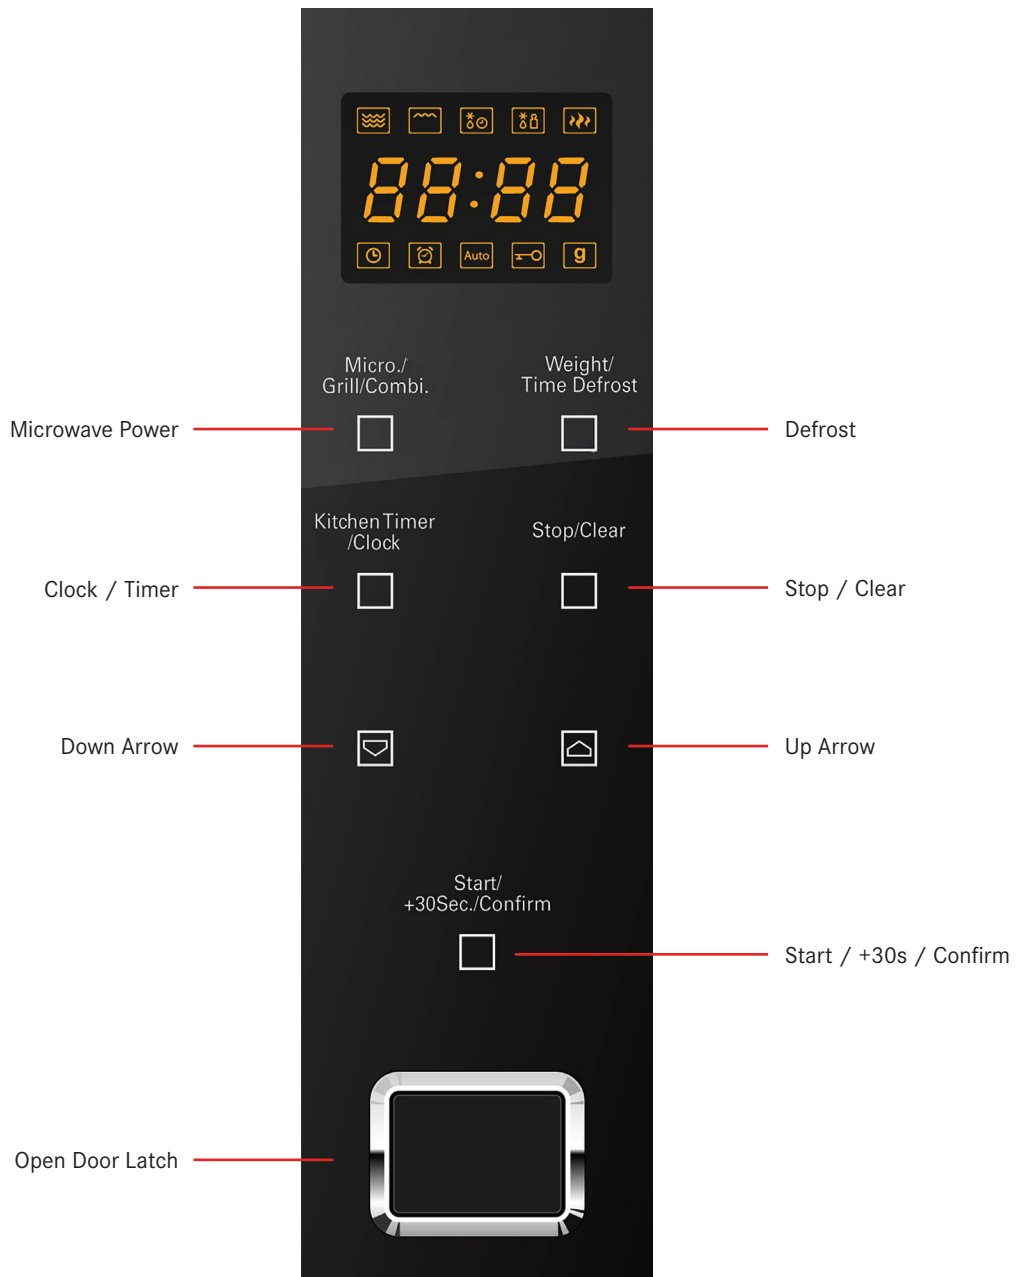 88:88
Auto
g
Micro./
Grill/Combi.
Weight/
Time Defrost
Microwave Power
Defrost
Kitchen Timer
/Clock
Stop/Clear
Clock / Timer
Stop / Clear
Down Arrow
Up Arrow
Start/
+30Sec./Confirm
Start / +30s / Confirm
Open Door Latch